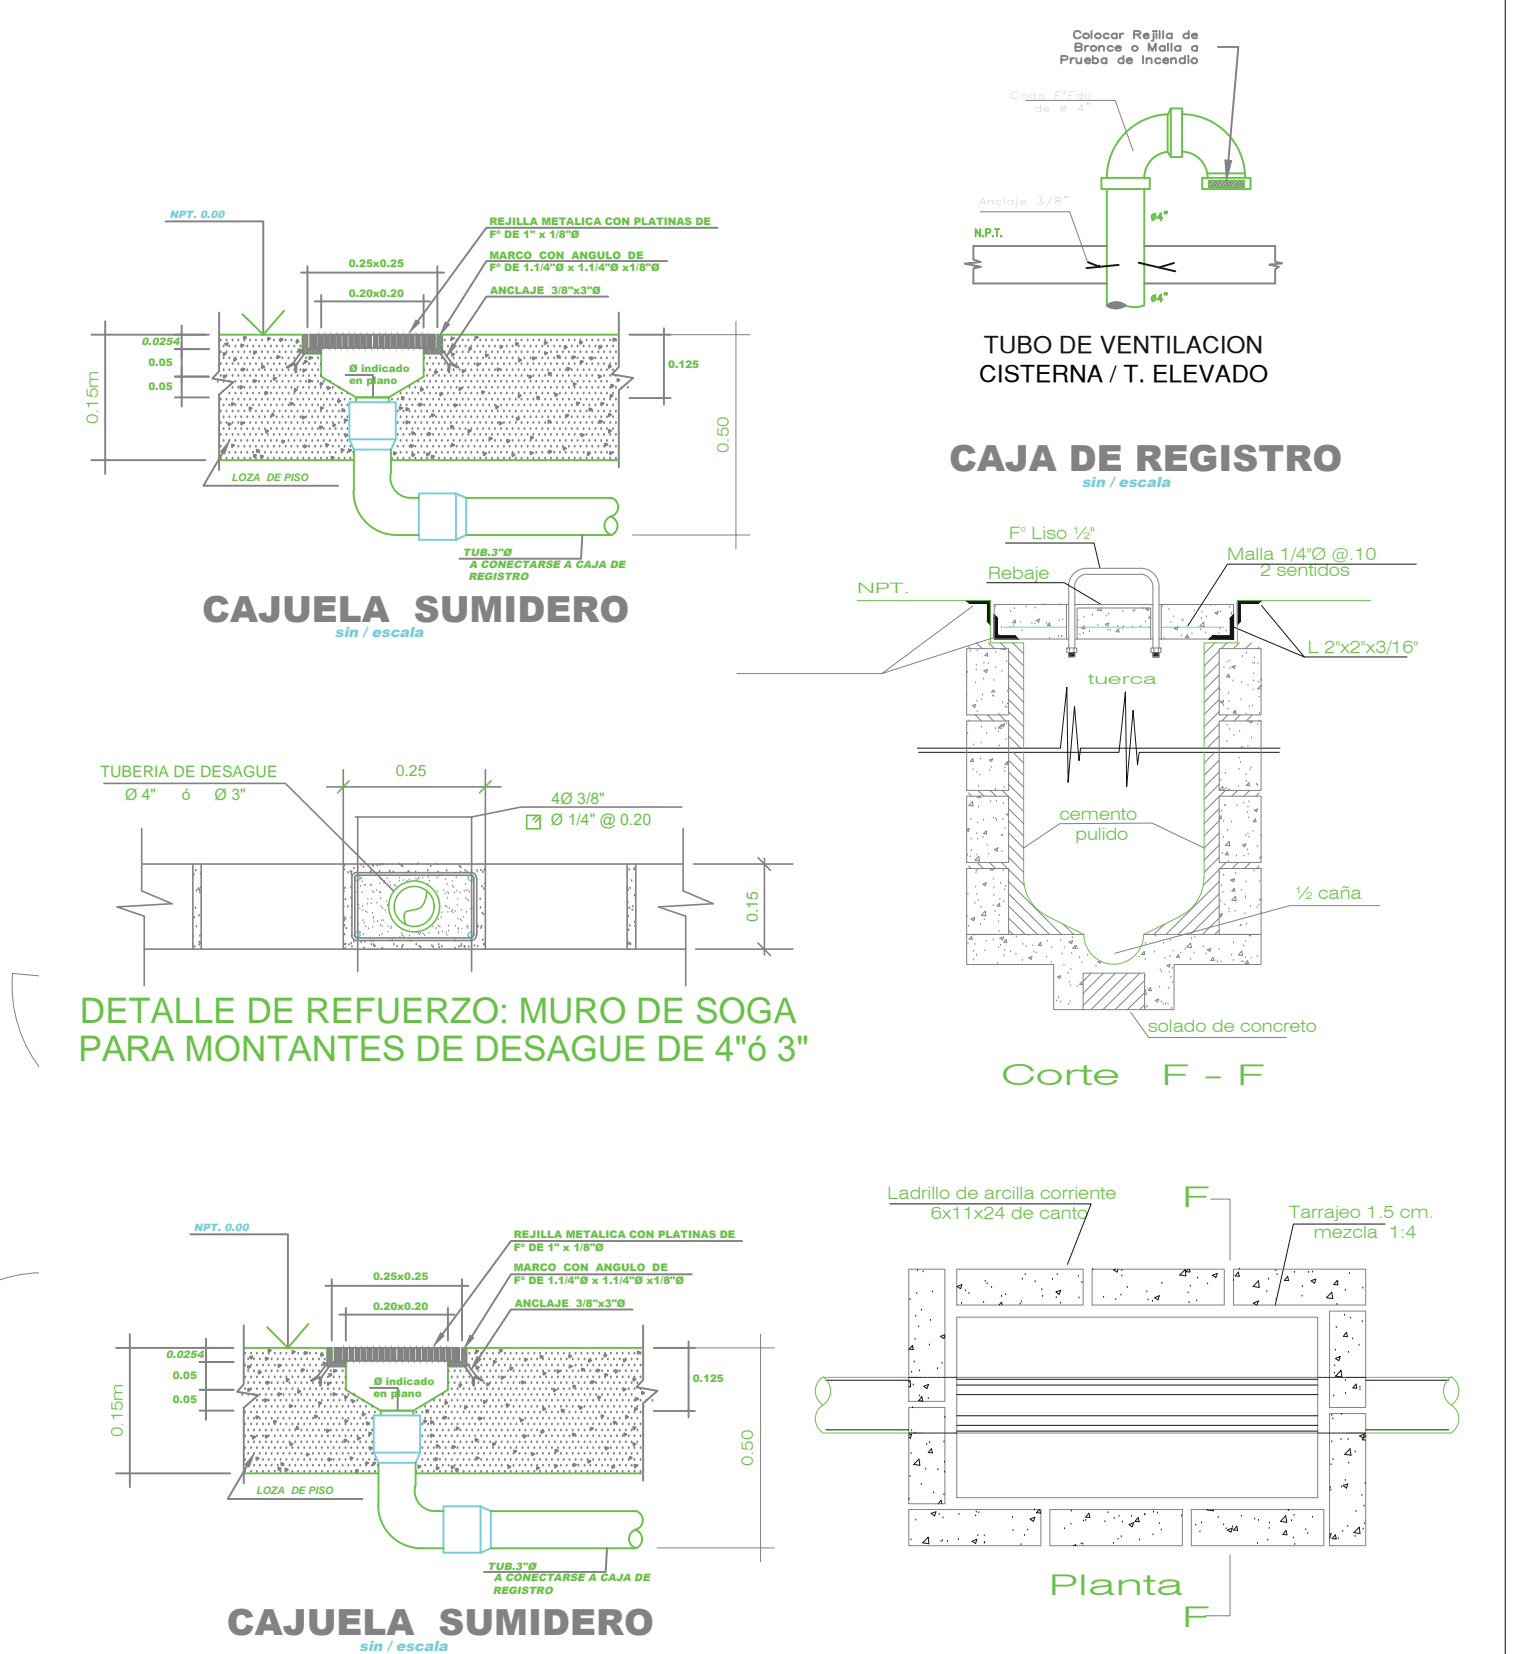 Colocar Rejilla de
Bronce o Malla a
Prueba de Incendio
Codo FºFdo
de ø 4"
Anclaje 3/8"
N.P.T.
ø4"
ø4"
TUBO DE VENTILACION
CISTERNA / T. ELEVADO
NPT. 0.00
REJILLA METALICA CON PLATINAS DE
Fº DE 1" x 1/8"Ø
MARCO CON ANGULO DE
Fº DE 1.1/4"Ø x 1.1/4"Ø x1/8"Ø
ANCLAJE 3/8"x3"Ø
0.25x0.25
0.20x0.20
0.0254
0.05
0.05
0.15m
Ø indicado
en plano
0.125
0.50
LOZA DE PISO
TUB.3"Ø
A CONECTARSE A CAJA DE
REGISTRO
CAJUELA SUMIDERO
sin / escala
CAJA DE REGISTRO
sin / escala
Fº Liso ½"
Malla 1/4"Ø @.10
2 sentidos
Rebaje
NPT.
L 2"x2"x3/16"
tuerca
cemento
pulido
½ caña
solado de concreto
Corte F - F
TUBERIA DE DESAGUE
Ø 4" ó Ø 3"
0.25
4Ø 3/8"
Ø 1/4" @ 0.20
0.15
DETALLE DE REFUERZO: MURO DE SOGA
PARA MONTANTES DE DESAGUE DE 4"ó 3"
NPT. 0.00
REJILLA METALICA CON PLATINAS DE
Fº DE 1" x 1/8"Ø
MARCO CON ANGULO DE
Fº DE 1.1/4"Ø x 1.1/4"Ø x1/8"Ø
ANCLAJE 3/8"x3"Ø
0.25x0.25
0.20x0.20
0.0254
0.05
0.05
0.15m
Ø indicado
en plano
0.125
0.50
LOZA DE PISO
TUB.3"Ø
A CONECTARSE A CAJA DE
REGISTRO
CAJUELA SUMIDERO
sin / escala
Ladrillo de arcilla corriente
6x11x24 de canto
F
Tarrajeo 1.5 cm.
mezcla 1:4
Planta
F